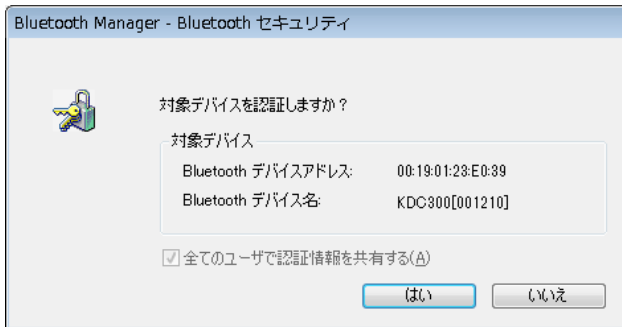 Bluetooth Manager - Bluetooth セキュリティ
対象デバイスを認証しますか?
対象デバイス
Bluetooth デバイスアドレス: 00:19:01:23:E0:39
Bluetooth デバイス名: KDC300[001210]
全てのユーザで認証情報を共有する(A)
はい いいえ